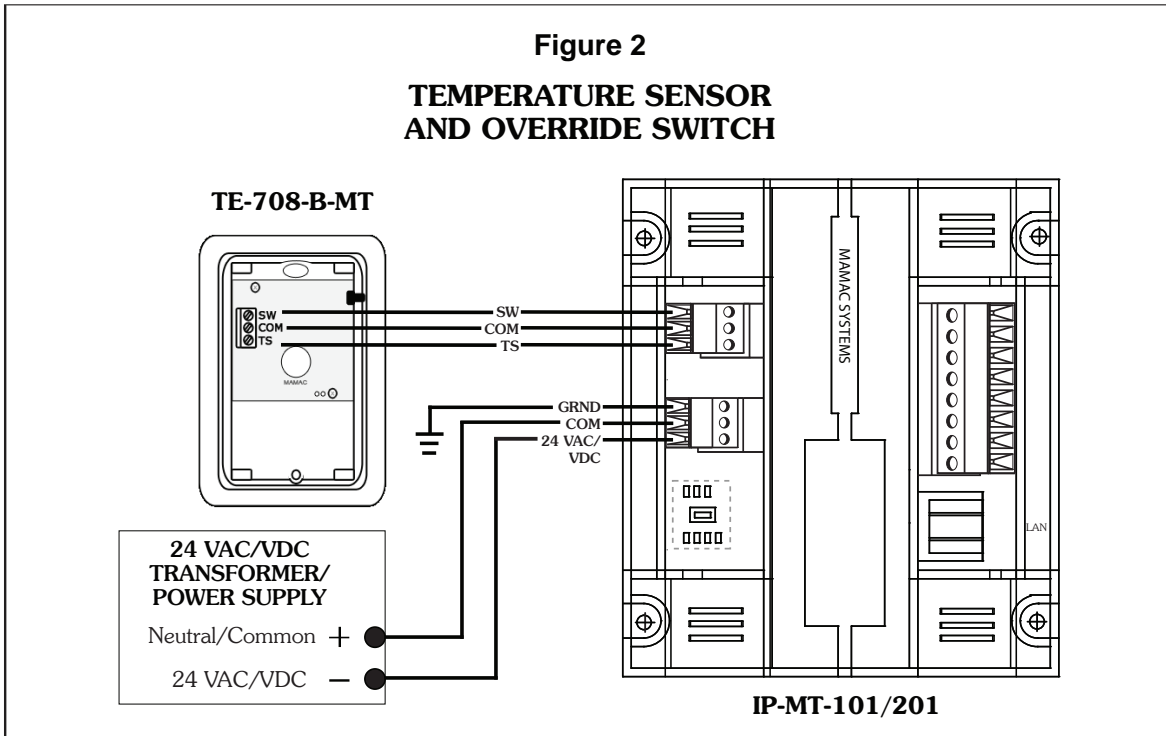 Figure 2
TEMPERATURE SENSOR
AND OVERRIDE SWITCH
TE-708-B-MT
SW
COM
TS
MAMAC
SW
COM
TS
GRND
COM
24 VAC/
VDC
MAMAC SYSTEMS
LAN
24 VAC/VDC
TRANSFORMER/
POWER SUPPLY
Neutral/Common +
24 VAC/VDC −
IP-MT-101/201